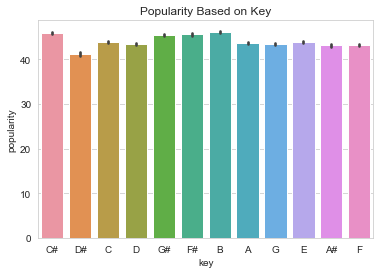 Popularity Based on Key
popularity
40
30
20
10
0
C# D# C D G# F# B A G E A# F
key